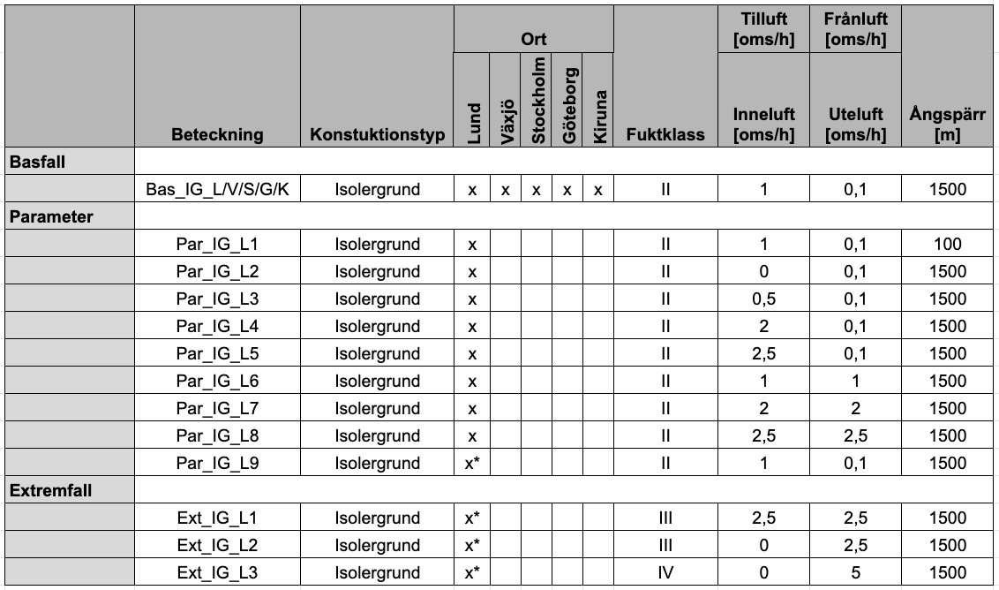 Tilluft [oms/h] Frånluft [oms/h]
Ort
Beteckning Konstuktionstyp Lund Växjö Stockholm Göteborg Kiruna Fuktklass Inneluft [oms/h] Uteluft [oms/h] Ångspärr [m]
Basfall
Bas_IG_L/V/S/G/K Isolergrund x x x x x II 1 0,1 1500
Parameter
Par_IG_L1 Isolergrund x II 1 0,1 100
Par_IG_L2 Isolergrund x II 0 0,1 1500
Par_IG_L3 Isolergrund x II 0,5 0,1 1500
Par_IG_L4 Isolergrund x II 2 0,1 1500
Par_IG_L5 Isolergrund x II 2,5 0,1 1500
Par_IG_L6 Isolergrund x II 1 1 1500
Par_IG_L7 Isolergrund x II 2 2 1500
Par_IG_L8 Isolergrund x II 2,5 2,5 1500
Par_IG_L9 Isolergrund x* II 1 0,1 1500
Extremfall
Ext_IG_L1 Isolergrund x* III 2,5 2,5 1500
Ext_IG_L2 Isolergrund x* III 0 2,5 1500
Ext_IG_L3 Isolergrund x* IV 0 5 1500